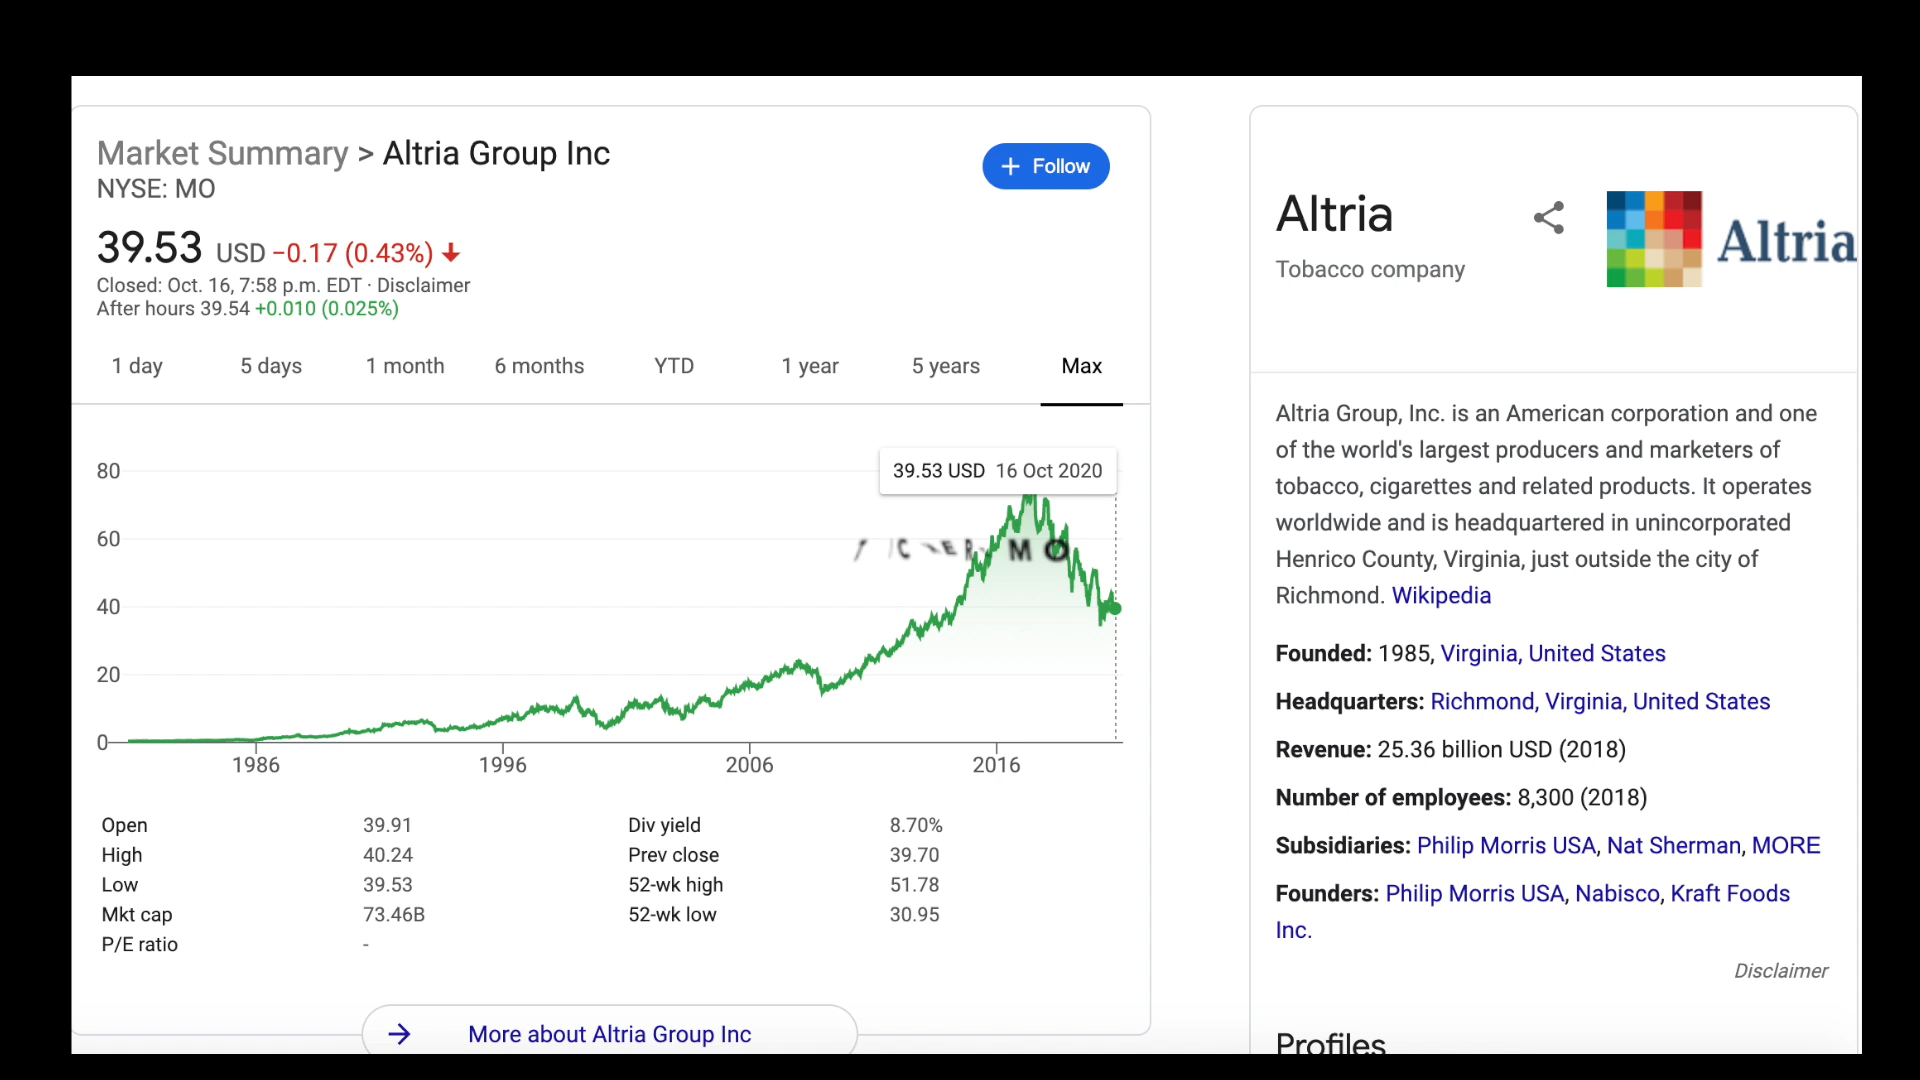 Market Summary > Altria Group Inc
NYSE: MO
+ Follow
39.53 USD −0.17 (0.43%)
Closed: Oct. 16, 7:58 p.m. EDT · Disclaimer
After hours 39.54 +0.010 (0.025%)
1 day 5 days 1 month 6 months YTD 1 year 5 years Max
39.53 USD 16 Oct 2020
80
60
MO
40
20
0
1986 1996 2006 2016
Open 39.91 Div yield 8.70%
High 40.24 Prev close 39.70
Low 39.53 52-wk high 51.78
Mkt cap 73.46B 52-wk low 30.95
P/E ratio -
More about Altria Group Inc
Altria
Tobacco company
Altria
Altria Group, Inc. is an American corporation and one
of the world's largest producers and marketers of
tobacco, cigarettes and related products. It operates
worldwide and is headquartered in unincorporated
Henrico County, Virginia, just outside the city of
Richmond. Wikipedia
Founded: 1985, Virginia, United States
Headquarters: Richmond, Virginia, United States
Revenue: 25.36 billion USD (2018)
Number of employees: 8,300 (2018)
Subsidiaries: Philip Morris USA, Nat Sherman, MORE
Founders: Philip Morris USA, Nabisco, Kraft Foods
Inc.
Disclaimer
Profiles